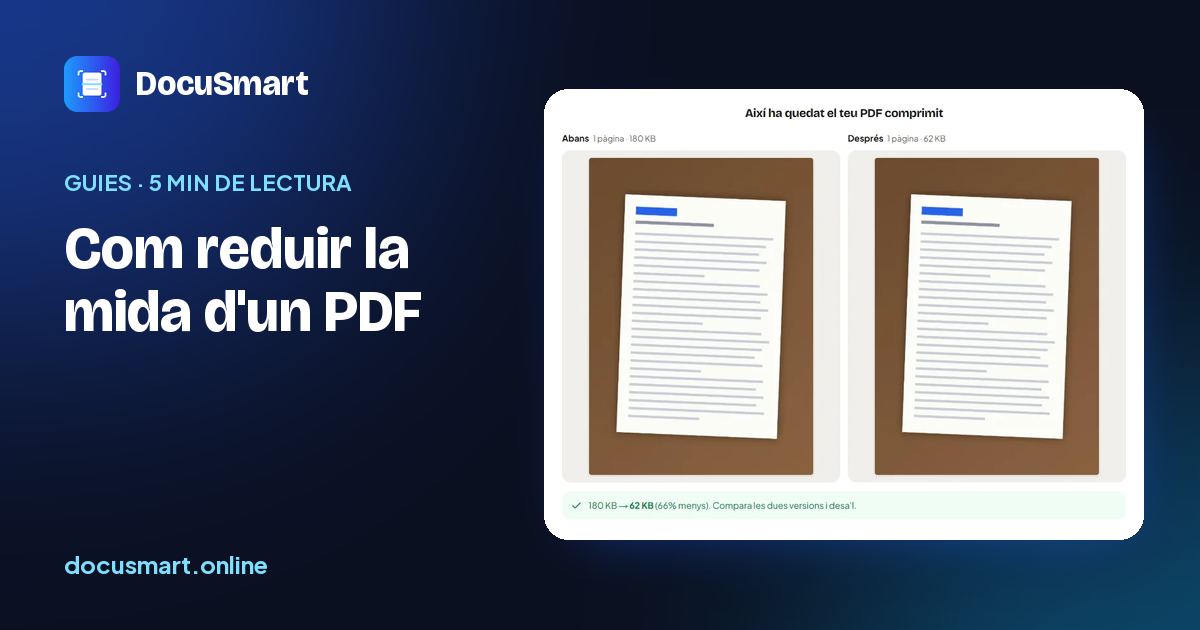 DocuSmart
GUIES · 5 MIN DE LECTURA
Com reduir la
mida d'un PDF
docusmart.online
Així ha quedat el teu PDF comprimit
Abans 1 pàgina · 180 KB
Després 1 pàgina · 62 KB
180 KB → 62 KB (66% menys). Compara les dues versions i desa'l.